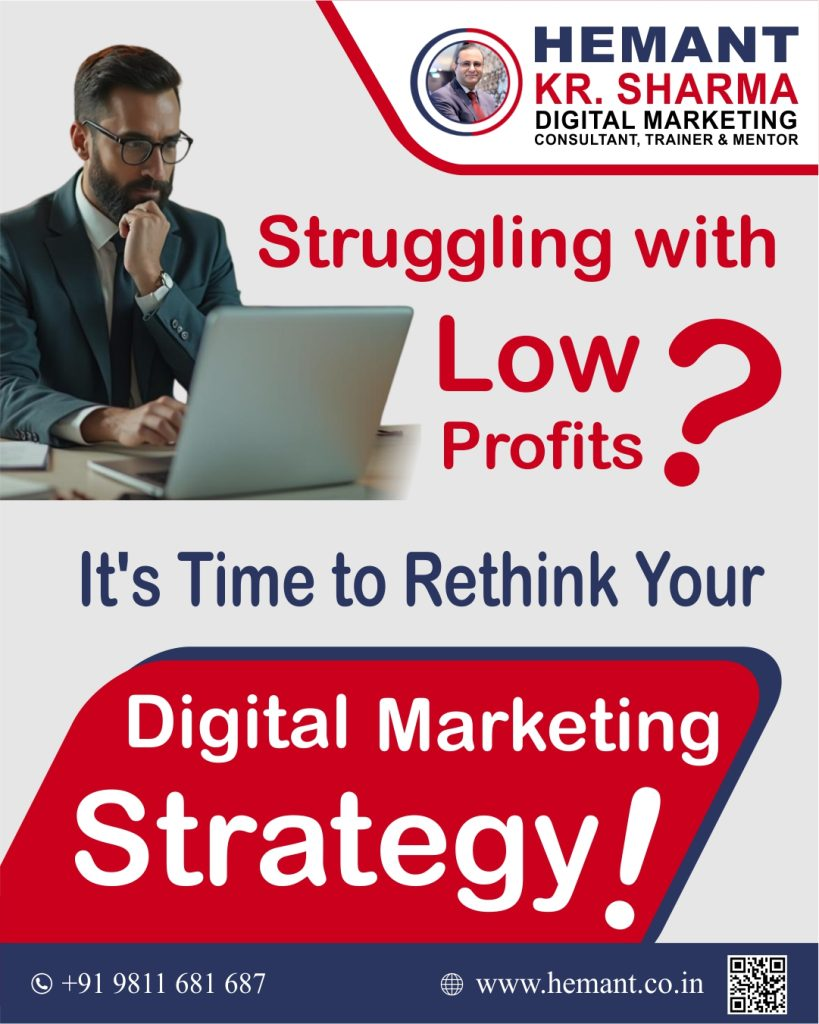 HEMANT
KR. SHARMA
DIGITAL MARKETING
CONSULTANT, TRAINER & MENTOR
Struggling with
Low
Profits ?
It's Time to Rethink Your
Digital Marketing
Strategy!
+91 9811 681 687
www.hemant.co.in